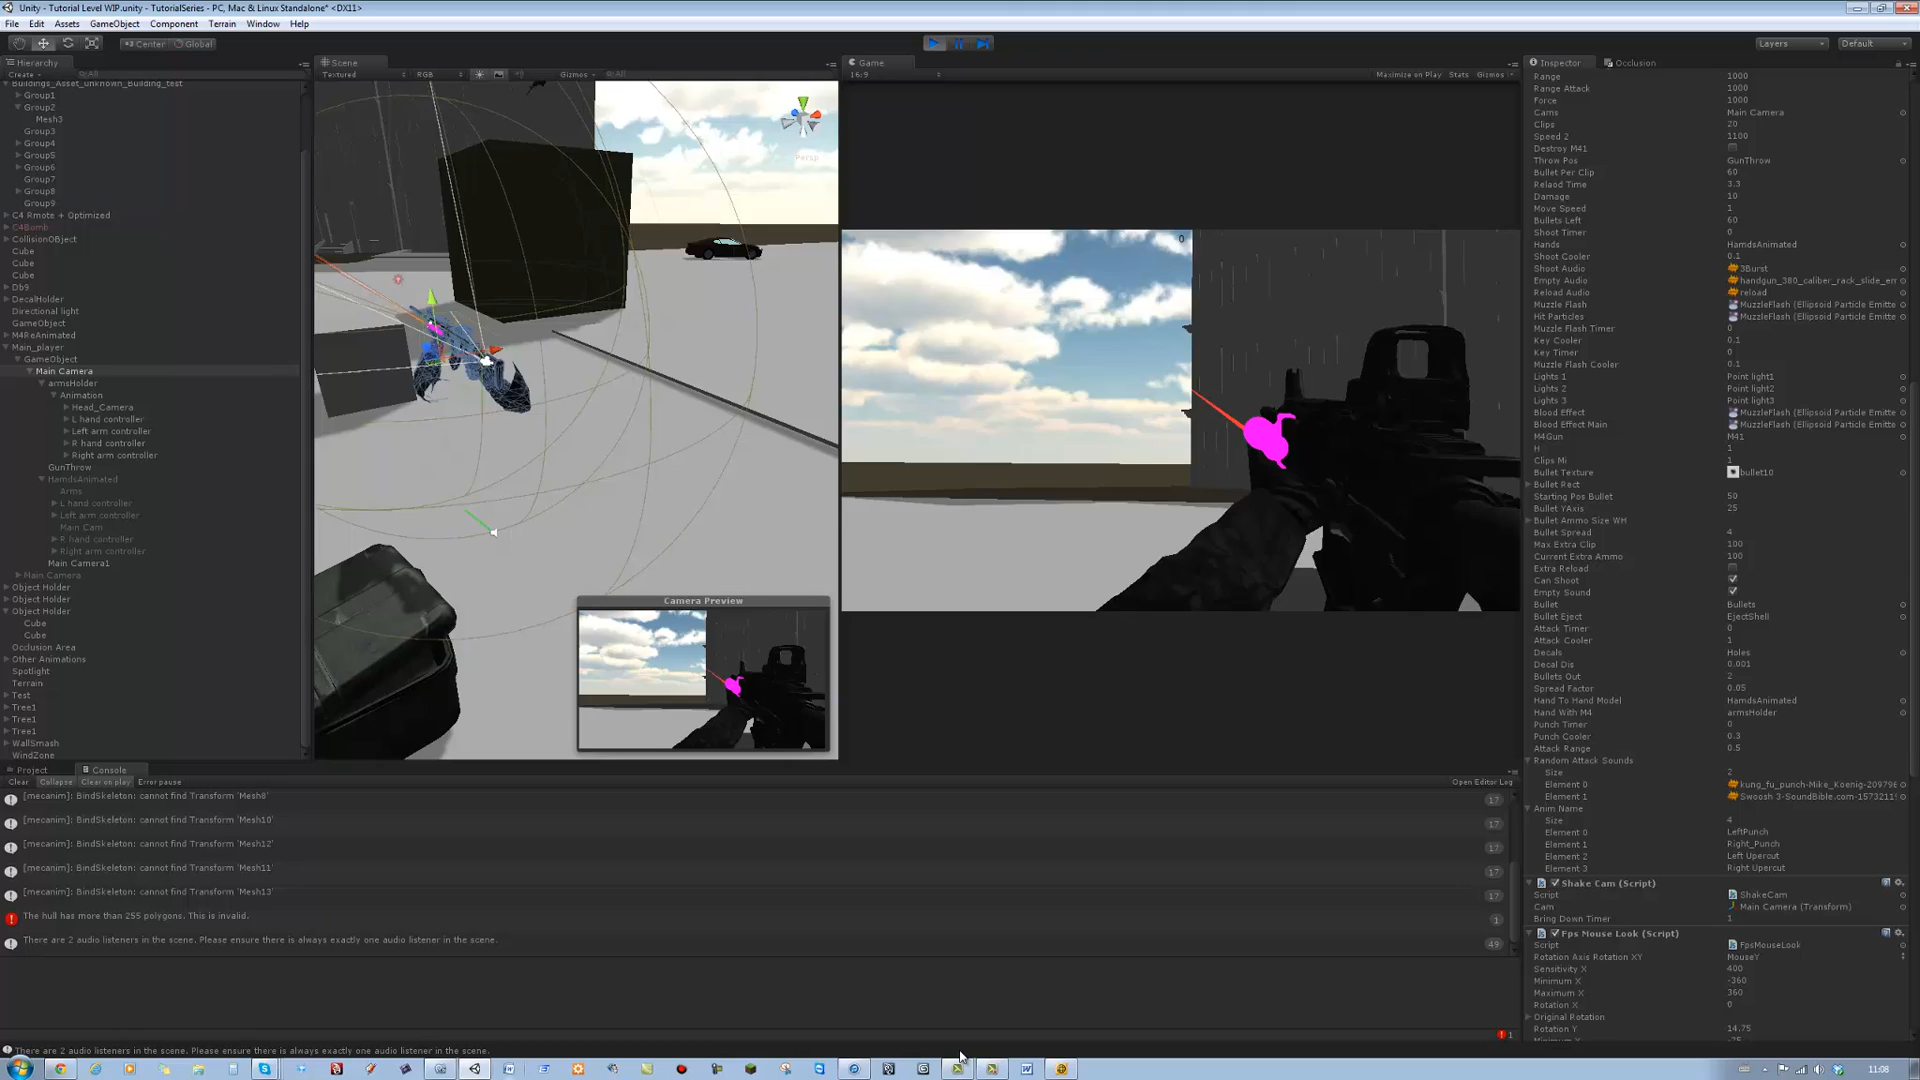 Unity - Tutorial Level WIP.unity - TutorialSeries - PC, Mac & Linux Standalone* <DX11>
File Edit Assets GameObject Component Terrain Window Help
Center Global
Layers Default
Hierarchy
Create All
Buildings_Asset_unknown_Building_test
Group1
Group2
Mesh3
Group3
Group4
Group5
Group6
Group7
Group8
Group9
C4 Rmote + Optimized
C4Bomb
CollisionOBject
Cube
Cube
Cube
Db9
DecalHolder
Directional light
GameObject
M4ReAnimated
Main_player
GameObject
Main Camera
armsHolder
Animation
Head_Camera
L hand controller
Left arm controller
R hand controller
Right arm controller
GunThrow
HamdsAnimated
Arms
L hand controller
Left arm controller
Main Cam
R hand controller
Right arm controller
Main Camera1
Main Camera
Object Holder
Object Holder
Object Holder
Cube
Cube
Occlusion Area
Other Animations
Spotlight
Terrain
Test
Tree1
Tree1
Tree1
WallSmash
WindZone
Scene
Textured RGB Gizmos All
Persp
Camera Preview
Game
16:9 Maximize on Play Stats Gizmos
0
Inspector Occlusion
Range 1000
Range Attack 1000
Force 1000
Cams Main Camera
Clips 20
Speed 2 1100
Destroy M41
Throw Pos GunThrow
Bullet Per Clip 60
Relaod Time 3.3
Damage 10
Move Speed 1
Bullets Left 60
Shoot Timer 0
Hands HamdsAnimated
Shoot Cooler 0.1
Shoot Audio 3Burst
Empty Audio handgun_380_caliber_rack_slide_em
Reload Audio reload
Muzzle Flash MuzzleFlash (Ellipsoid Particle Emitte
Hit Particles MuzzleFlash (Ellipsoid Particle Emitte
Muzzle Flash Timer 0
Key Cooler 0.1
Key Timer 0
Muzzle Flash Cooler 0.1
Lights 1 Point light1
Lights 2 Point light2
Lights 3 Point light3
Blood Effect MuzzleFlash (Ellipsoid Particle Emitte
Blood Effect Main MuzzleFlash (Ellipsoid Particle Emitte
M4Gun M41
H 1
Clips Mi 1
Bullet Texture bullet10
Bullet Rect
Starting Pos Bullet 50
Bullet YAxis 25
Bullet Ammo Size WH
Bullet Spread 4
Max Extra Clip 100
Current Extra Ammo 100
Extra Reload
Can Shoot
Empty Sound
Bullet Bullets
Bullet Eject EjectShell
Attack Timer 0
Attack Cooler 1
Decals Holes
Decal Dis 0.001
Bullets Out 2
Spread Factor 0.05
Hand To Hand Model HamdsAnimated
Hand With M4 armsHolder
Punch Timer 0
Punch Cooler 0.3
Attack Range 0.5
Random Attack Sounds
Size 2
Element 0 kung_fu_punch-Mike_Koenig-209796
Element 1 Swoosh 3-SoundBible.com-1573211
Anim Name
Size 4
Element 0 LeftPunch
Element 1 Right_Punch
Element 2 Left Upercut
Element 3 Right Upercut
Shake Cam (Script)
Script ShakeCam
Cam Main Camera (Transform)
Bring Down Timer 1
Fps Mouse Look (Script)
Script FpsMouseLook
Rotation Axis Rotation XY MouseY
Sensitivity X 400
Minimum X -360
Maximum X 360
Rotation X 0
Original Rotation
Rotation Y 14.75
Project Console
Clear Collapse Clear on play Error pause Open Editor Log
[mecanim]: BindSkeleton: cannot find Transform 'Mesh8' 17
[mecanim]: BindSkeleton: cannot find Transform 'Mesh10' 17
[mecanim]: BindSkeleton: cannot find Transform 'Mesh12' 17
[mecanim]: BindSkeleton: cannot find Transform 'Mesh11' 17
[mecanim]: BindSkeleton: cannot find Transform 'Mesh13' 17
The hull has more than 255 polygons. This is invalid. 1
There are 2 audio listeners in the scene. Please ensure there is always exactly one audio listener in the scene. 49
1
There are 2 audio listeners in the scene. Please ensure there is always exactly one audio listener in the scene.
11:08